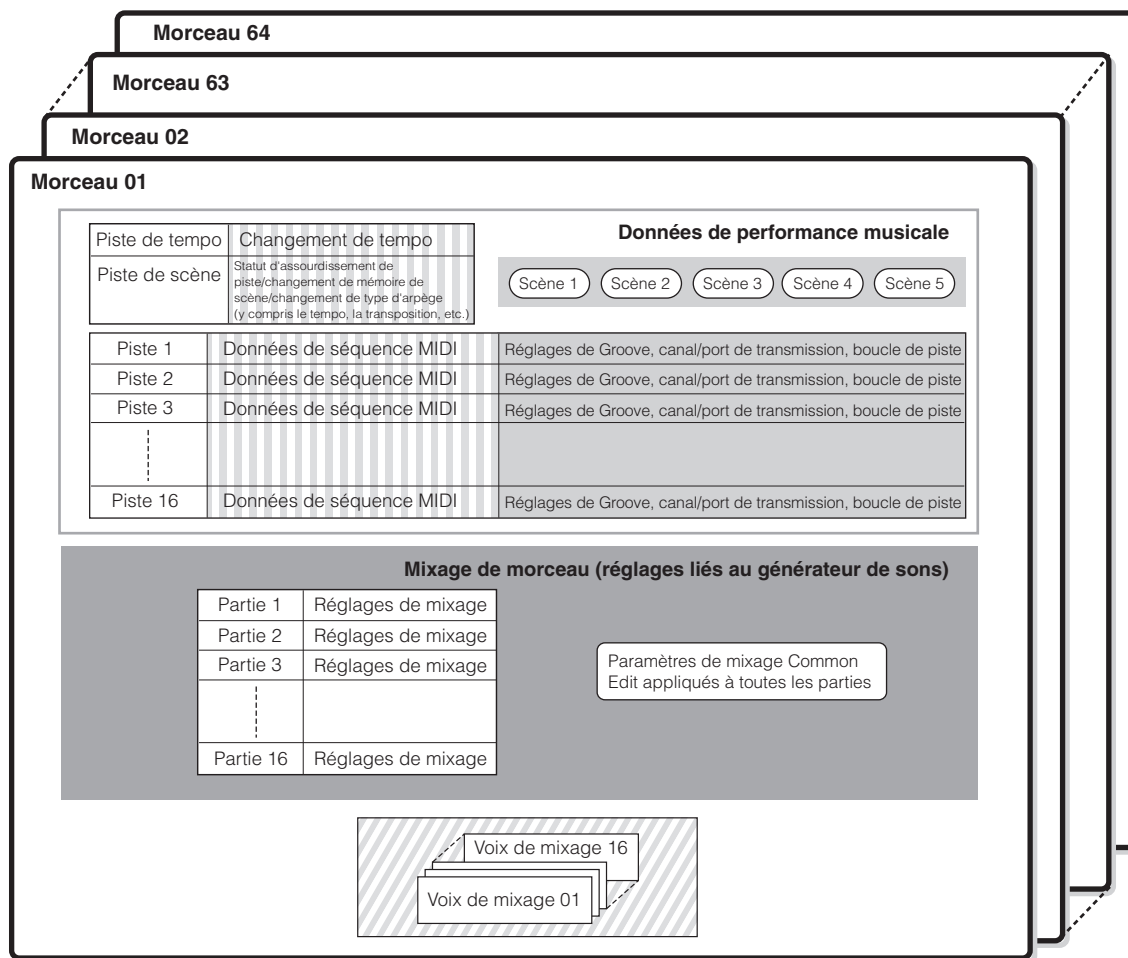 Morceau 64
Morceau 63
Morceau 02
Morceau 01
Piste de tempo Changement de tempo
Données de performance musicale
Piste de scène
Statut d'assourdissement de
piste/changement de mémoire de
scène/changement de type d'arpège
(y compris le tempo, la transposition, etc.)
Scène 1 Scène 2 Scène 3 Scène 4 Scène 5
Piste 1 Données de séquence MIDI Réglages de Groove, canal/port de transmission, boucle de piste
Piste 2 Données de séquence MIDI Réglages de Groove, canal/port de transmission, boucle de piste
Piste 3 Données de séquence MIDI Réglages de Groove, canal/port de transmission, boucle de piste
Piste 16 Données de séquence MIDI Réglages de Groove, canal/port de transmission, boucle de piste
Mixage de morceau (réglages liés au générateur de sons)
Partie 1 Réglages de mixage
Partie 2 Réglages de mixage
Partie 3 Réglages de mixage
Partie 16 Réglages de mixage
Paramètres de mixage Common
Edit appliqués à toutes les parties
Voix de mixage 16
Voix de mixage 01